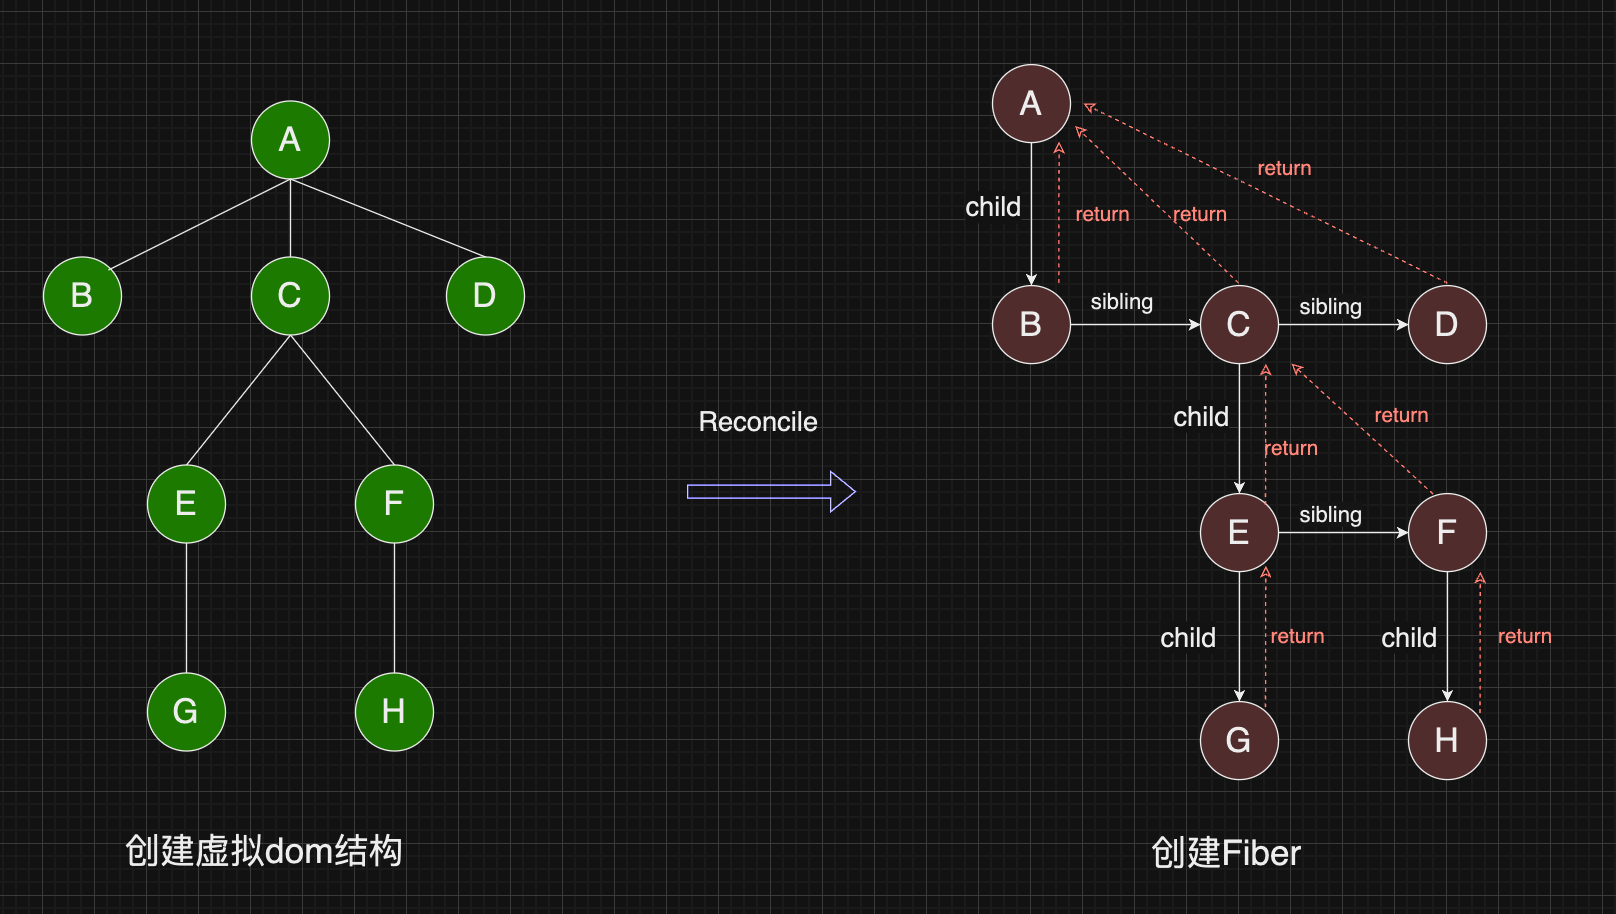 A
B
C
D
E
F
G
H
创建虚拟dom结构
Reconcile
A
child
return
return
return
B
sibling
C
sibling
D
child
return
return
E
sibling
F
child
return
child
return
G
H
创建Fiber